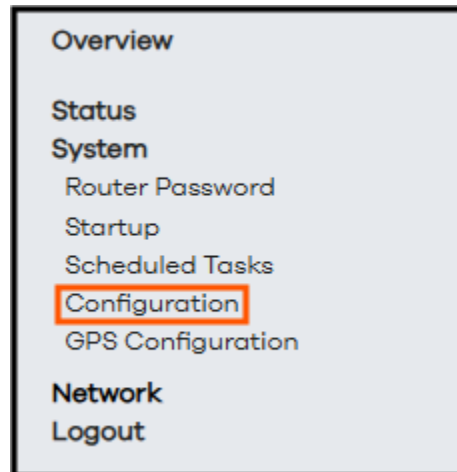 Overview
Status
System
Router Password
Startup
Scheduled Tasks
Configuration
GPS Configuration
Network
Logout